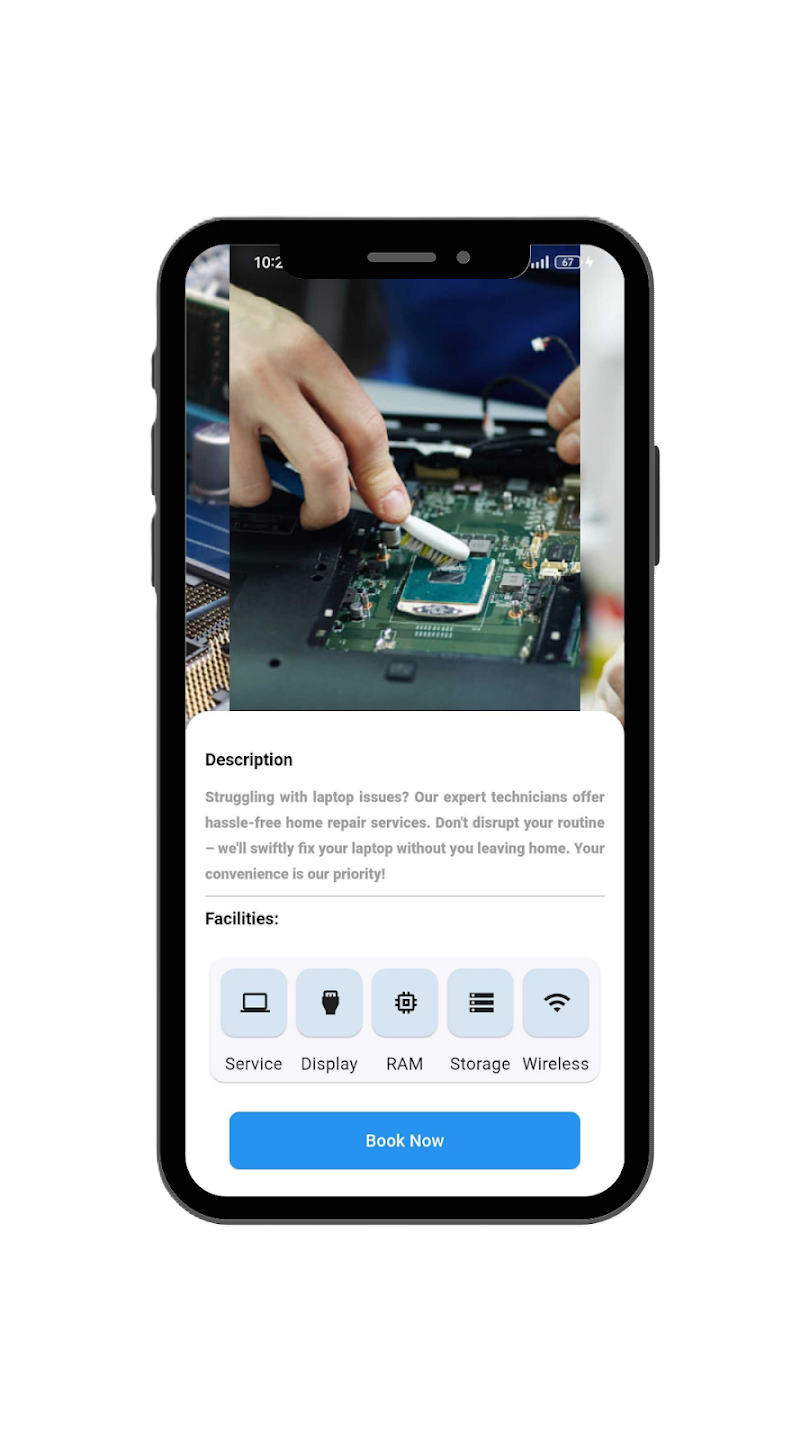 10:2
67
Description
Struggling with laptop issues? Our expert technicians offer
hassle-free home repair services. Don't disrupt your routine
– we'll swiftly fix your laptop without you leaving home. Your
convenience is our priority!
Facilities:
Service Display RAM Storage Wireless
Book Now